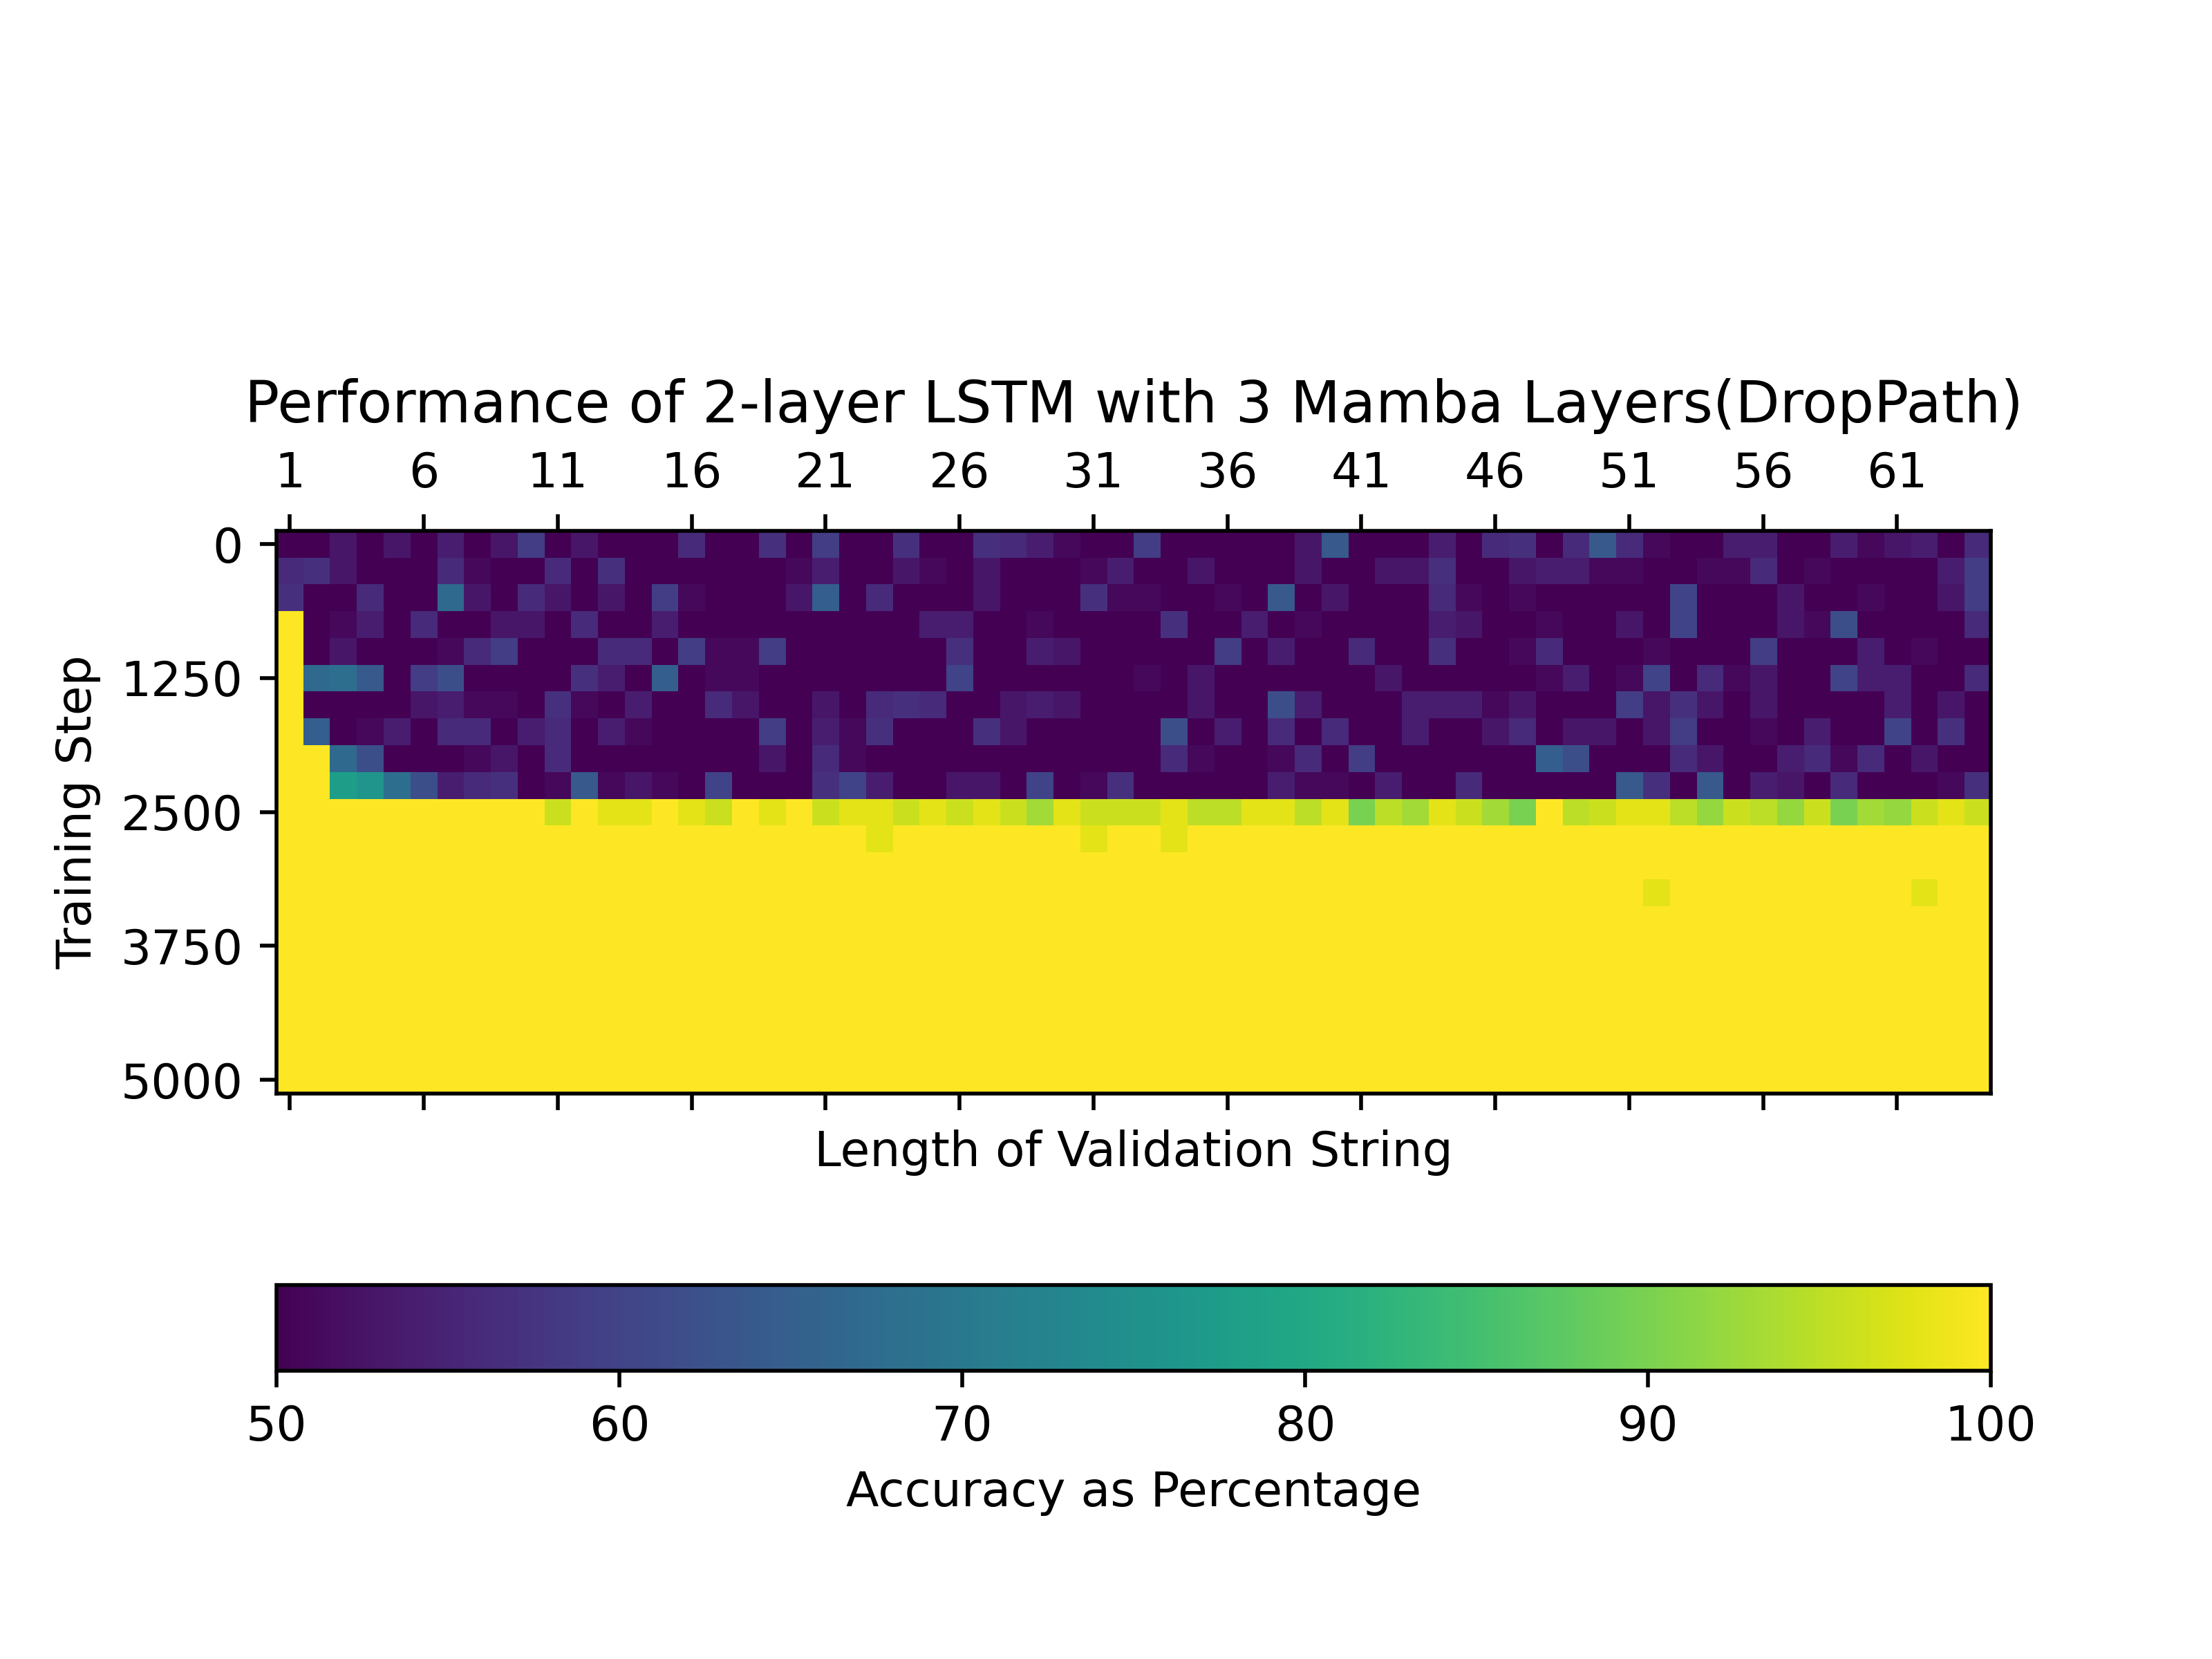 Performance of 2-layer LSTM with 3 Mamba Layers(DropPath)
1 6 11 16 21 26 31 36 41 46 51 56 61
0
1250
2500
3750
5000
Training Step
Length of Validation String
50 60 70 80 90 100
Accuracy as Percentage